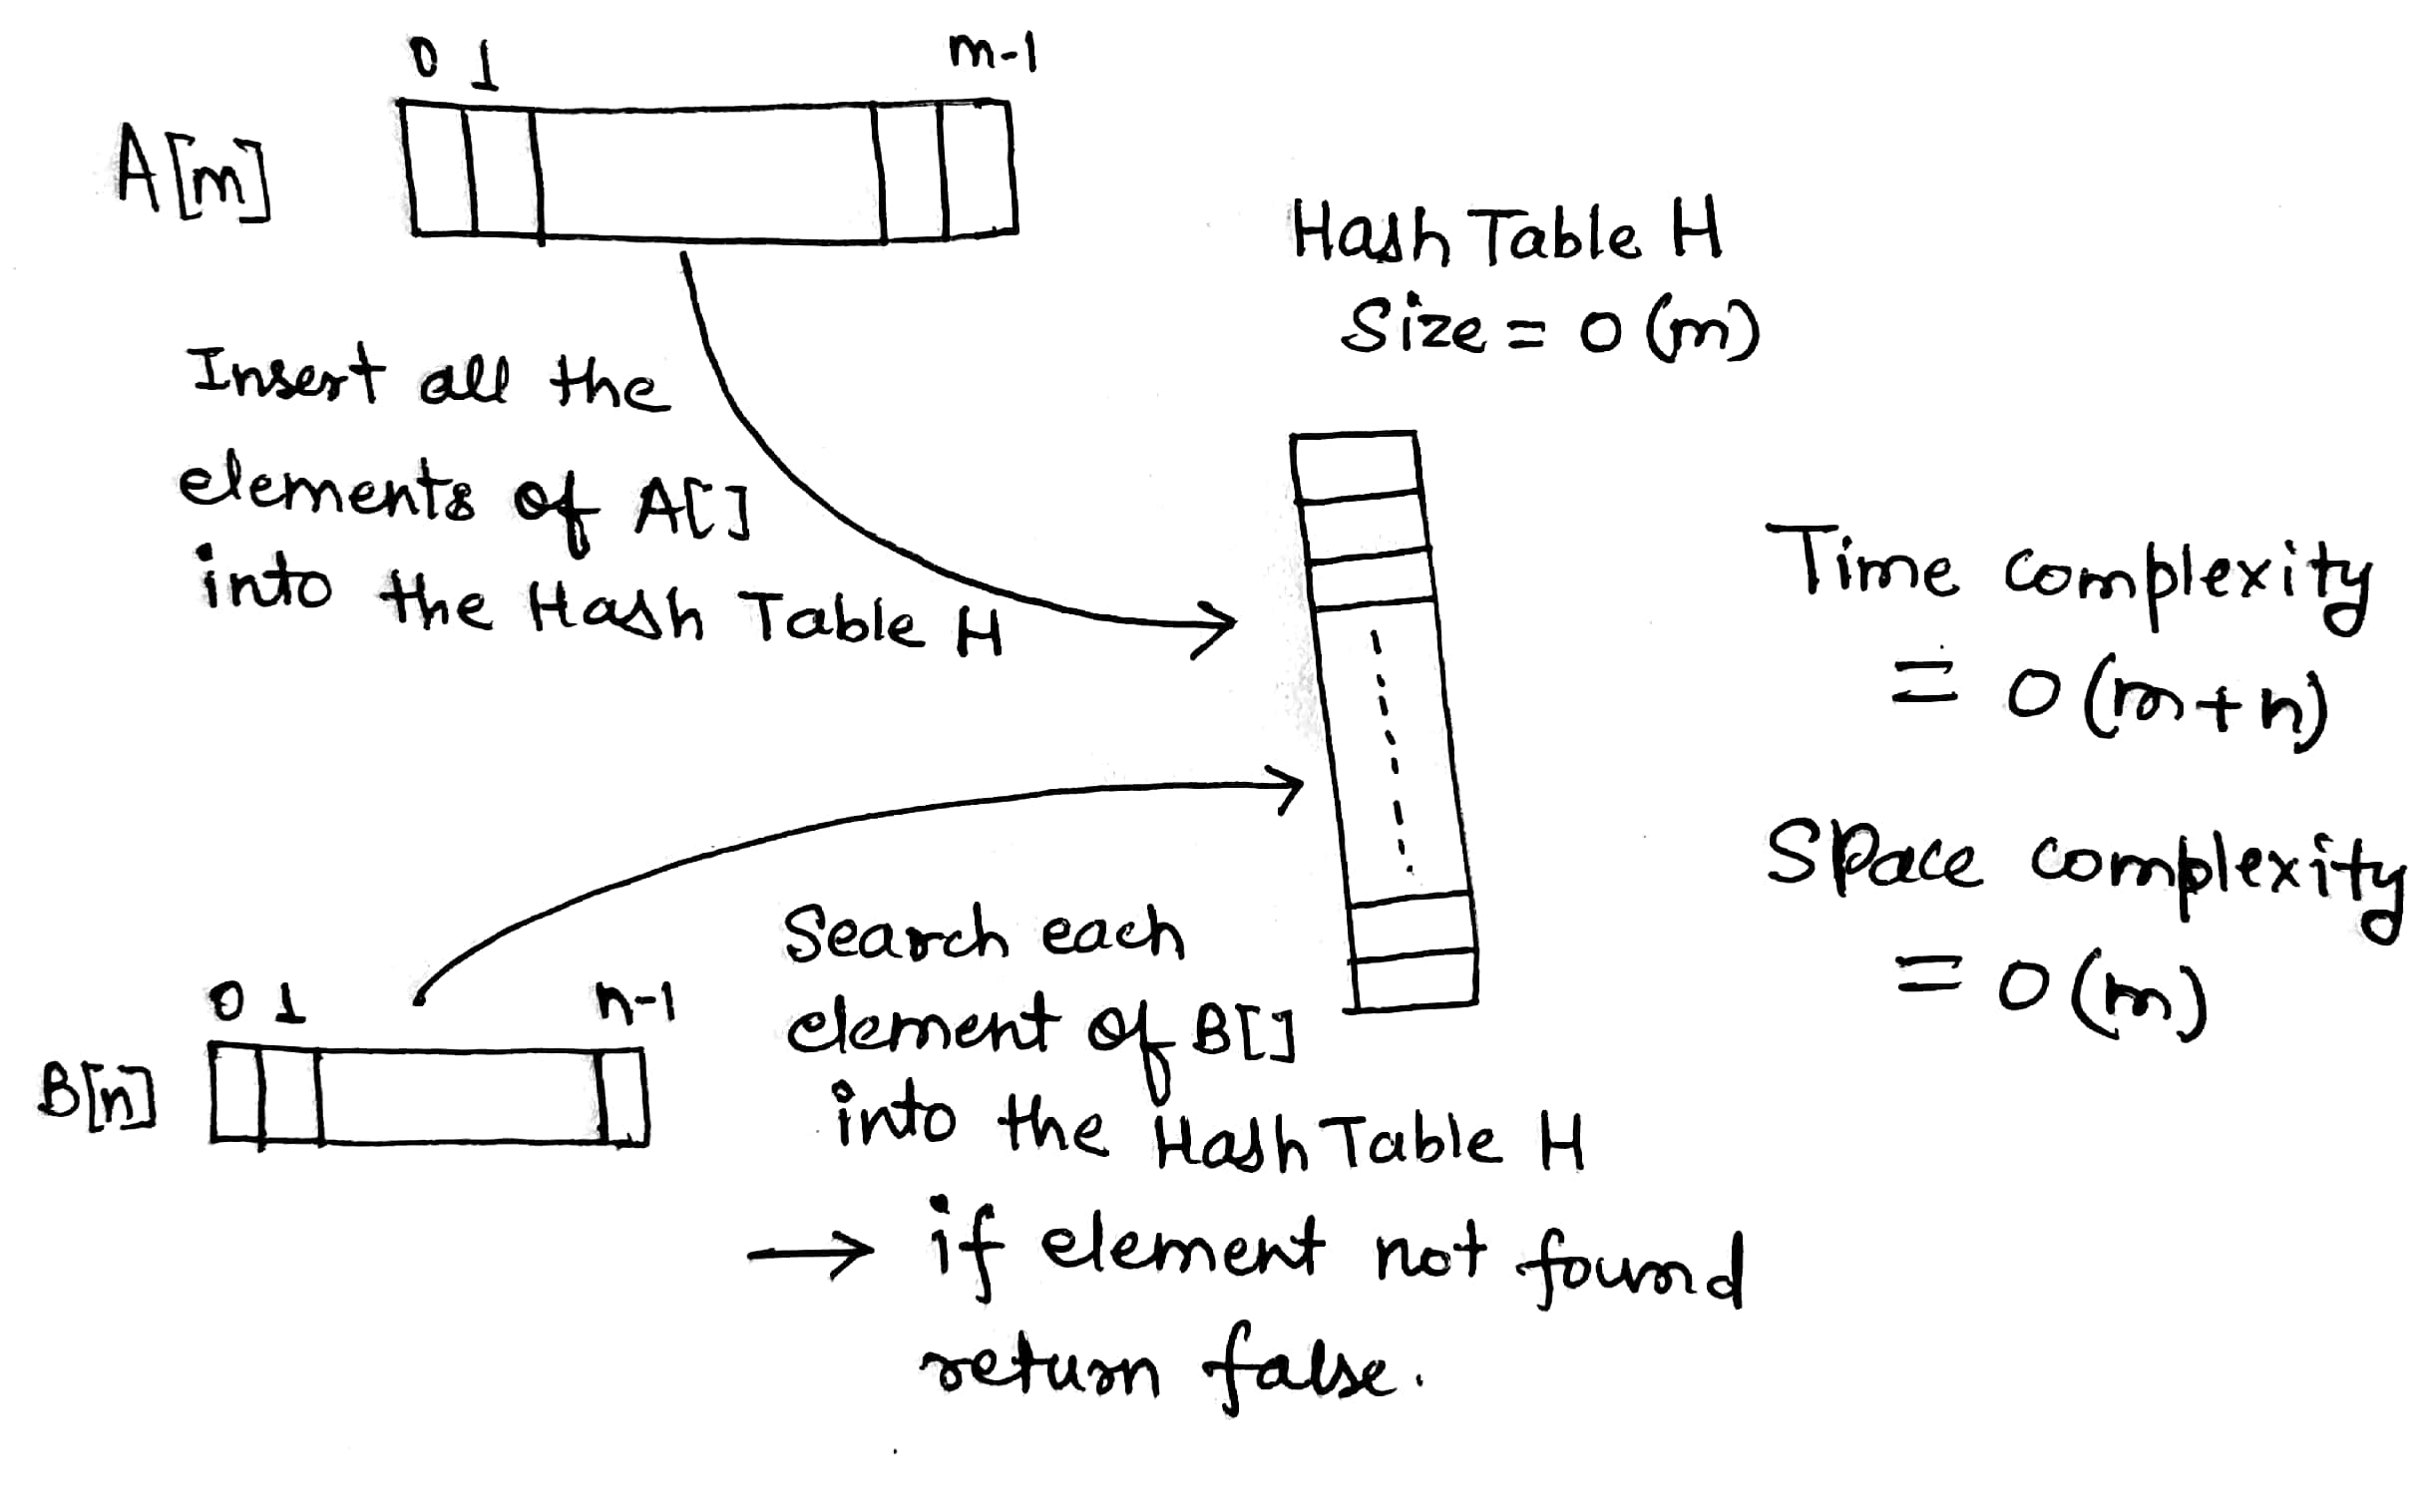 0 1 m-1
A[m]
Hash Table H
Size = O(m)
Insert all the
elements of A[]
into the Hash Table H
Time complexity
= O(m+n)
Space complexity
= O(m)
0 1 n-1
B[n]
Search each
element of B[]
into the Hash Table H
→ if element not found
return false.